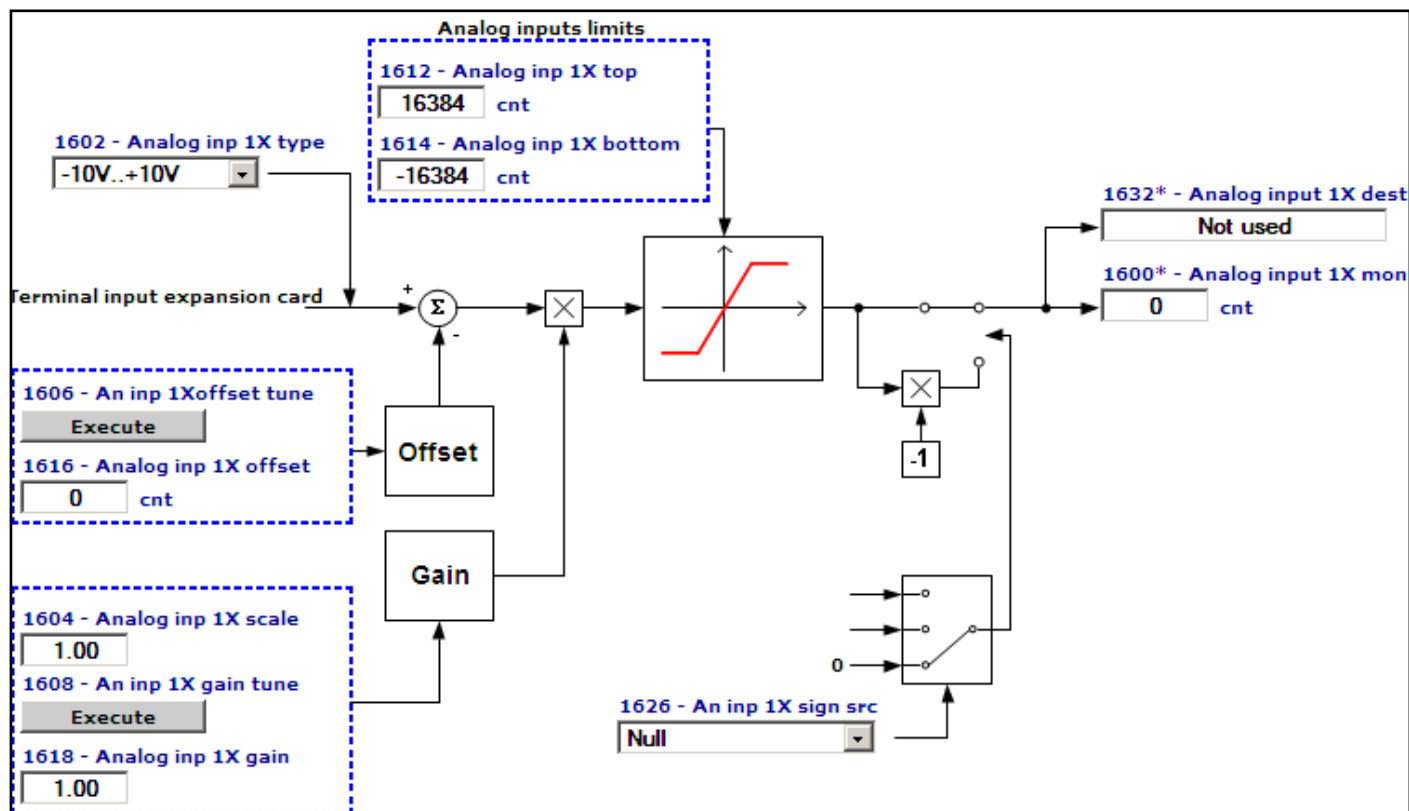 Analog inputs limits
1612 - Analog inp 1X top
16384 cnt
1614 - Analog inp 1X bottom
-16384 cnt
1602 - Analog inp 1X type
-10V..+10V
1632* - Analog input 1X dest
Not used
1600* - Analog input 1X mon
0 cnt
Terminal input expansion card
+
Σ
-
1606 - An inp 1Xoffset tune
Execute
1616 - Analog inp 1X offset
0 cnt
Offset
-1
Gain
1604 - Analog inp 1X scale
1.00
1608 - An inp 1X gain tune
Execute
1618 - Analog inp 1X gain
1.00
0
1626 - An inp 1X sign src
Null